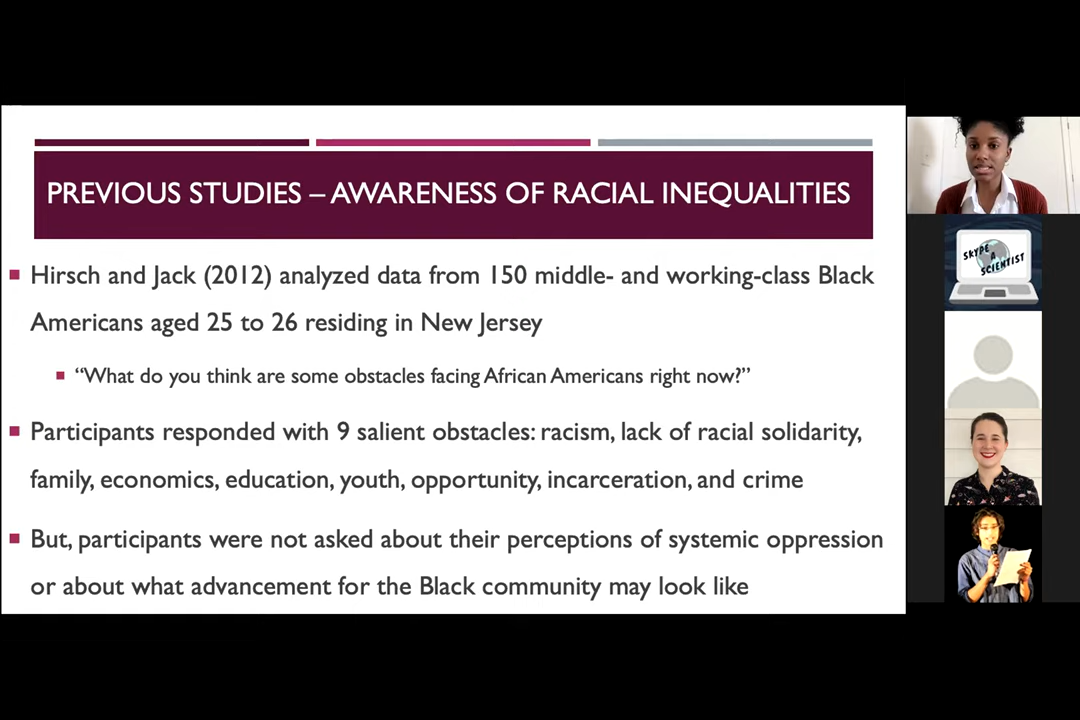 PREVIOUS STUDIES – AWARENESS OF RACIAL INEQUALITIES
Hirsch and Jack (2012) analyzed data from 150 middle- and working-class Black
Americans aged 25 to 26 residing in New Jersey
“What do you think are some obstacles facing African Americans right now?”
Participants responded with 9 salient obstacles: racism, lack of racial solidarity,
family, economics, education, youth, opportunity, incarceration, and crime
But, participants were not asked about their perceptions of systemic oppression
or about what advancement for the Black community may look like
SKYPE
A
SCIENTIST